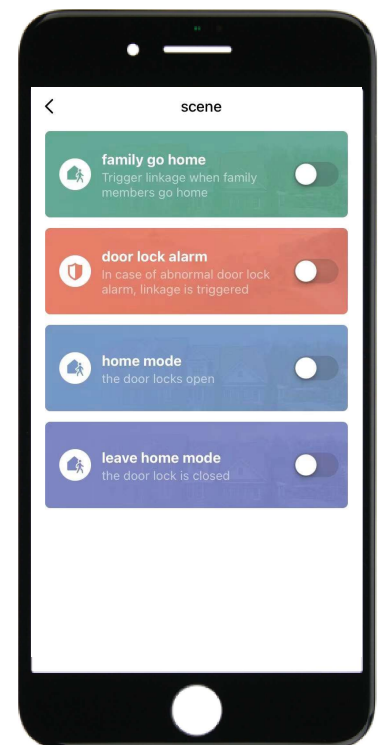 scene
family go home
Trigger linkage when family
members go home
door lock alarm
In case of abnormal door lock
alarm, linkage is triggered
home mode
the door locks open
leave home mode
the door lock is closed